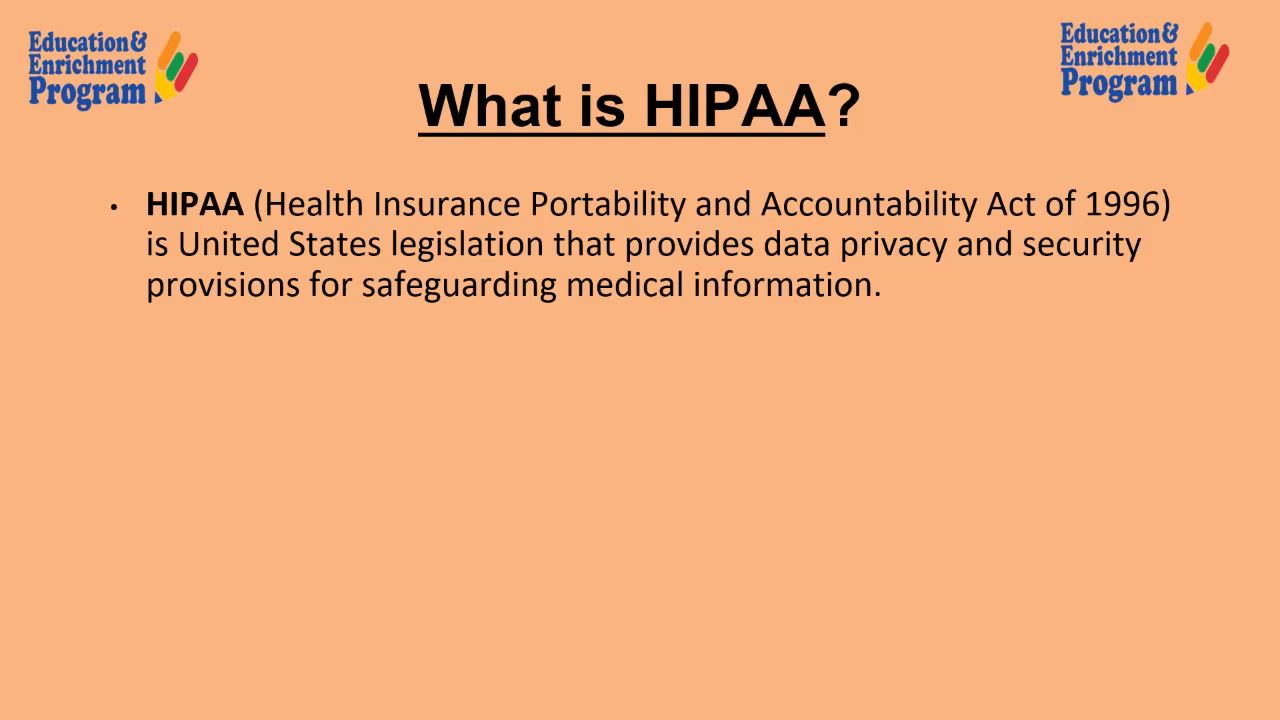 Education&
Enrichment
Program
Education&
Enrichment
Program
What is HIPAA?
• HIPAA (Health Insurance Portability and Accountability Act of 1996)
is United States legislation that provides data privacy and security
provisions for safeguarding medical information.